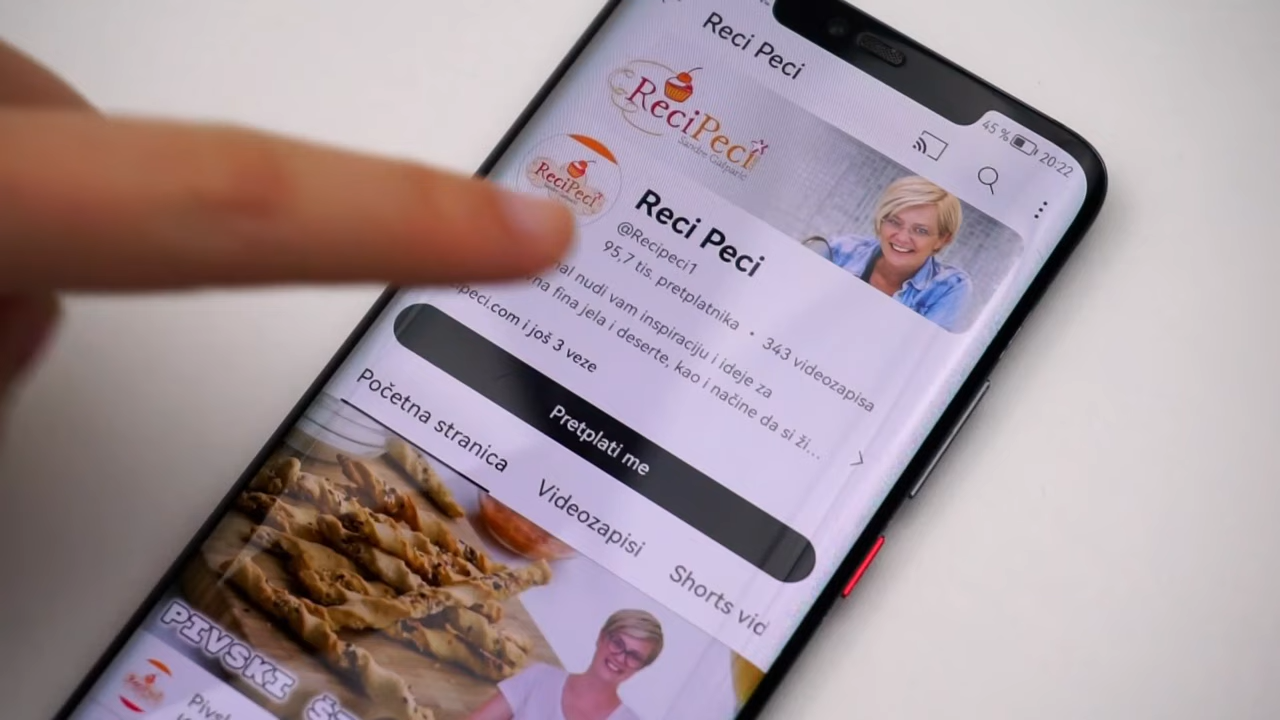 Reci Peci
45 % 20:22
ReciPeci
Sandre Gašparić
ReciPeci
Reci Peci
@Recipeci1
95,7 tis. pretplatnika • 343 videozapisa
nudi vam inspiraciju i ideje za
fina jela i deserte, kao i načine da si ži...
peci.com i još 3 veze
Pretplati me
Početna stranica Videozapisi Shorts vid
PIVSKI